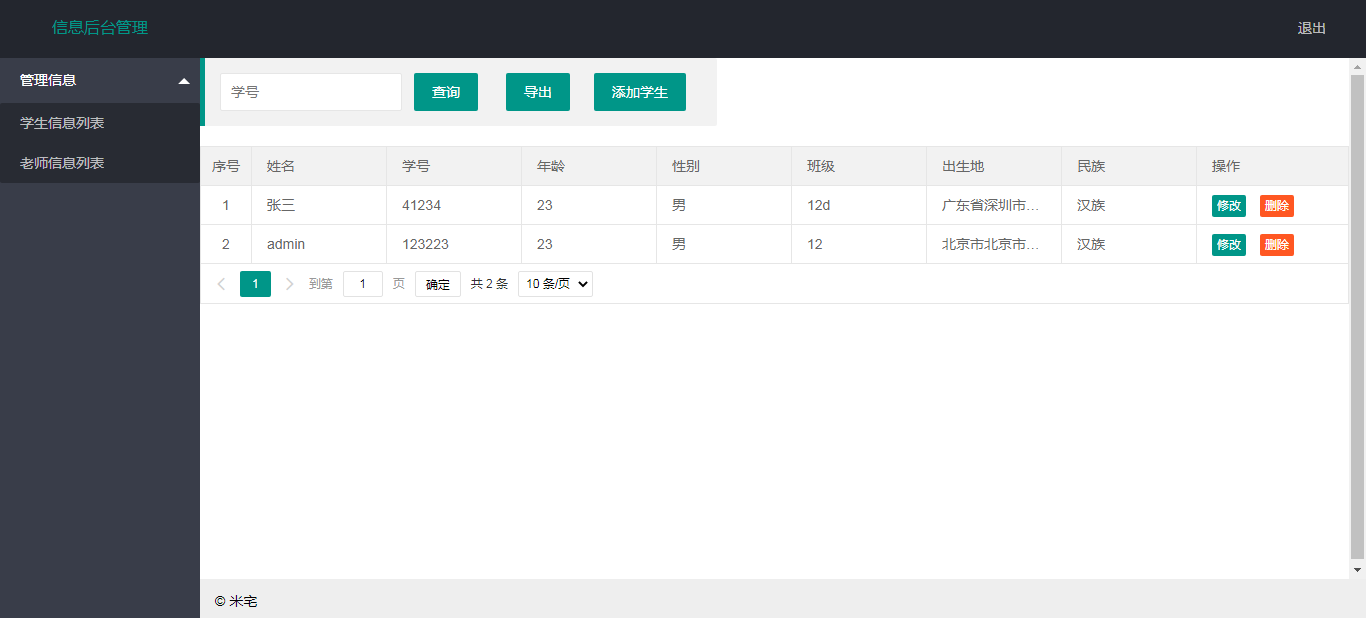 信息后台管理
退出
管理信息
学生信息列表
老师信息列表
学号 查询 导出 添加学生
序号 姓名 学号 年龄 性别 班级 出生地 民族 操作
1 张三 41234 23 男 12d 广东省深圳市... 汉族 修改 删除
2 admin 123223 23 男 12 北京市北京市... 汉族 修改 删除
1 到第 1 页 确定 共 2 条 10 条/页
© 米宅